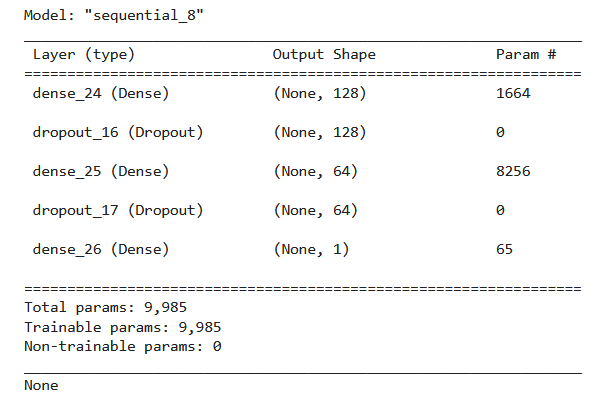 Model: "sequential_8"
_________________________________________________________________
Layer (type) Output Shape Param #
=================================================================
dense_24 (Dense) (None, 128) 1664
dropout_16 (Dropout) (None, 128) 0
dense_25 (Dense) (None, 64) 8256
dropout_17 (Dropout) (None, 64) 0
dense_26 (Dense) (None, 1) 65
=================================================================
Total params: 9,985
Trainable params: 9,985
Non-trainable params: 0
_________________________________________________________________
None